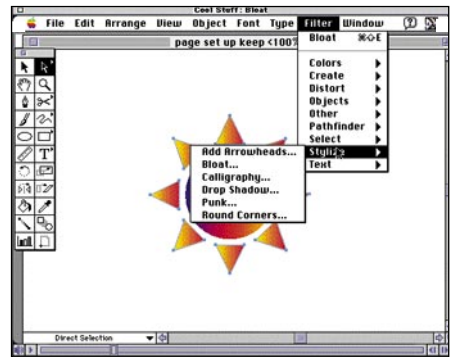 Cool Stuff: Bloat
File Edit Arrange View Object Font Type Filter Window
page set up keep <100%
Bloat ⌘⇧E
Colors
Create
Distort
Objects
Other
Pathfinder
Select
Stylize
Text
Add Arrowheads...
Bloat...
Calligraphy...
Drop Shadow...
Punk...
Round Corners...
T
Direct Selection